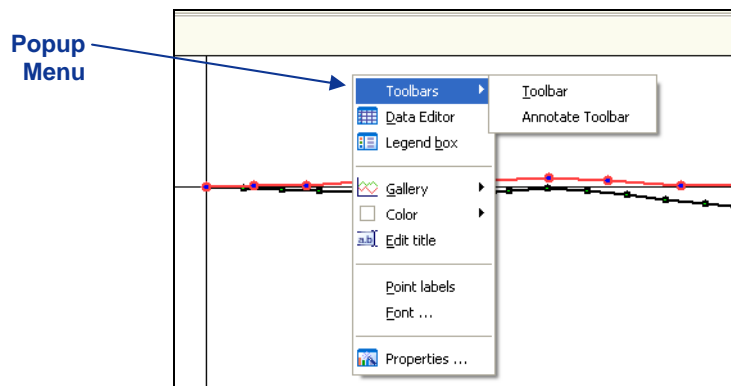 Popup
Menu
Toolbars
Data Editor
Legend box
Gallery
Color
a.b
Edit title
Point labels
Font ...
Properties ...
Toolbar
Annotate Toolbar